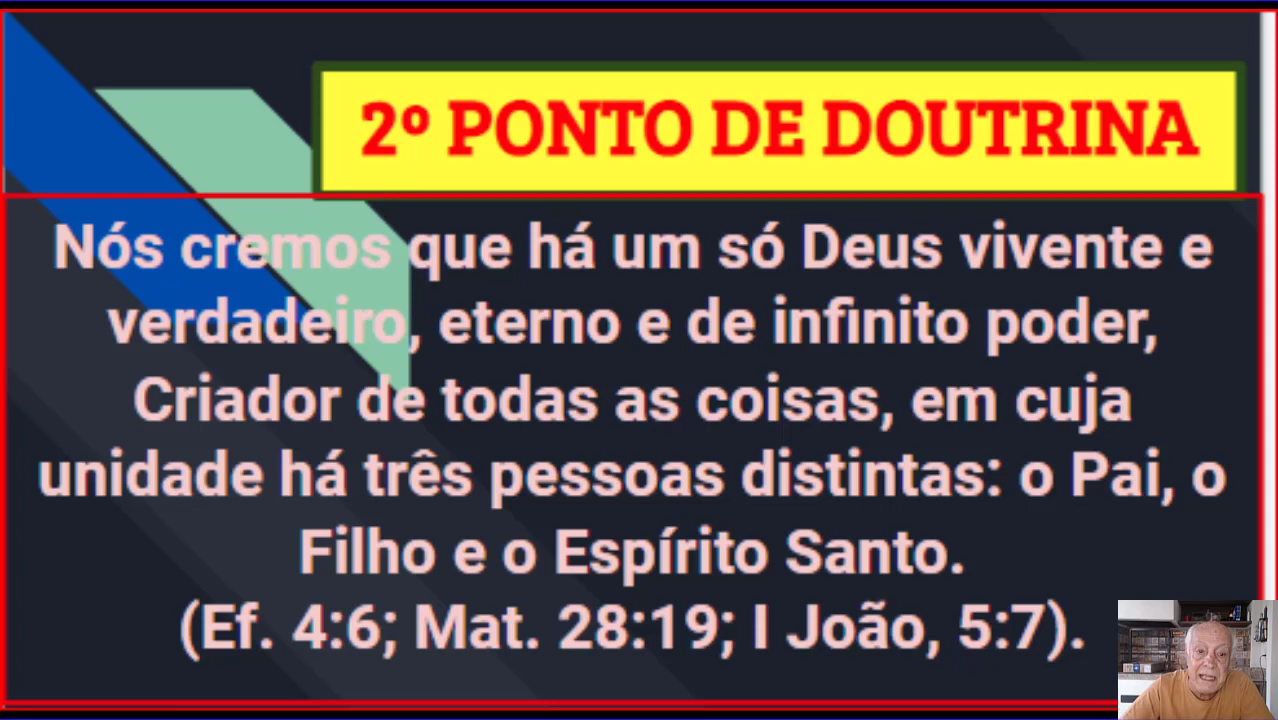 2º PONTO DE DOUTRINA
Nós cremos que há um só Deus vivente e
verdadeiro, eterno e de infinito poder,
Criador de todas as coisas, em cuja
unidade há três pessoas distintas: o Pai, o
Filho e o Espírito Santo.
(Ef. 4:6; Mat. 28:19; I João, 5:7).